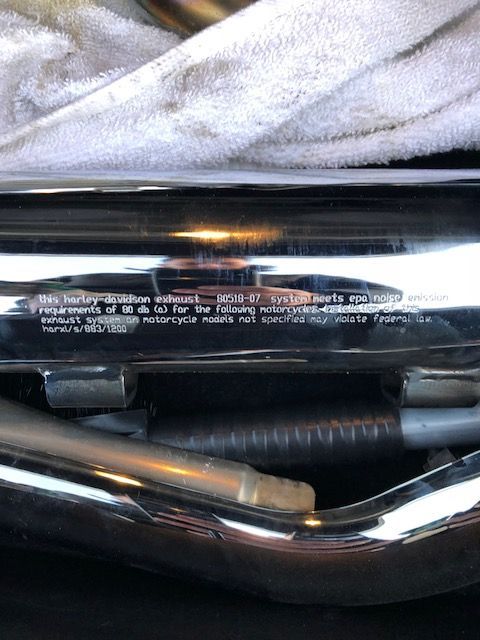 this harley-davidson exhaust 80518-07 system meets epa noise emission
requirements of 80 db (a) for the following motorcycles. installation of this
exhaust system on motorcycle models not specified may violate federal law.
harxl/s/883/1200